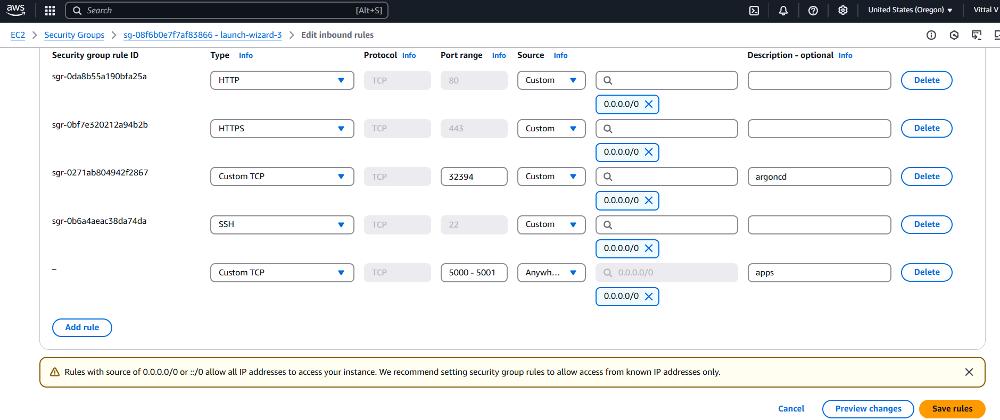 aws
Search [Alt+S]
United States (Oregon)
Vittal V
EC2 > Security Groups > sg-08f6b0e7f7af83866 - launch-wizard-3 > Edit inbound rules
Security group rule ID Type Info Protocol Info Port range Info Source Info Description - optional Info
sgr-0da8b55a190bfa25a HTTP TCP 80 Custom Delete
0.0.0.0/0
sgr-0bf7e320212a94b2b HTTPS TCP 443 Custom Delete
0.0.0.0/0
sgr-0271ab804942f2867 Custom TCP TCP 32394 Custom argoncd Delete
0.0.0.0/0
sgr-0b6a4aeac38da74da SSH TCP 22 Custom Delete
0.0.0.0/0
– Custom TCP TCP 5000 - 5001 Anywh... 0.0.0.0/0 apps Delete
0.0.0.0/0
Add rule
Rules with source of 0.0.0.0/0 or ::/0 allow all IP addresses to access your instance. We recommend setting security group rules to allow access from known IP addresses only.
Cancel Preview changes Save rules